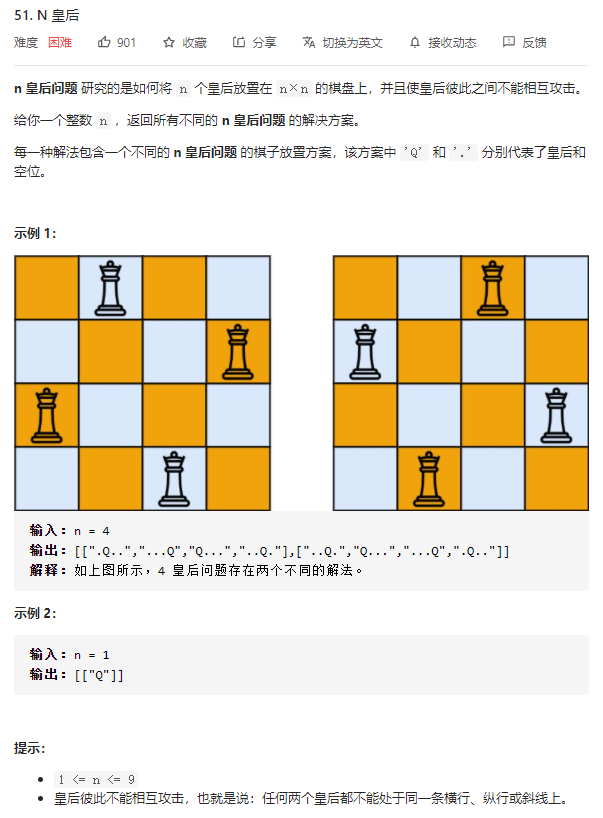 51. N 皇后
难度 困难 901 收藏 分享 切换为英文 接收动态 反馈
n 皇后问题 研究的是如何将 n 个皇后放置在 n×n 的棋盘上，并且使皇后彼此之间不能相互攻击。
给你一个整数 n ，返回所有不同的 n 皇后问题 的解决方案。
每一种解法包含一个不同的 n 皇后问题 的棋子放置方案，该方案中 'Q' 和 '.' 分别代表了皇后和
空位。
示例 1：
输入：n = 4
输出：[[".Q..","...Q","Q...","..Q."],["..Q.","Q...","...Q",".Q.."]]
解释：如上图所示，4 皇后问题存在两个不同的解法。
示例 2：
输入：n = 1
输出：[["Q"]]
提示：
• 1 <= n <= 9
• 皇后彼此不能相互攻击，也就是说：任何两个皇后都不能处于同一条横行、纵行或斜线上。